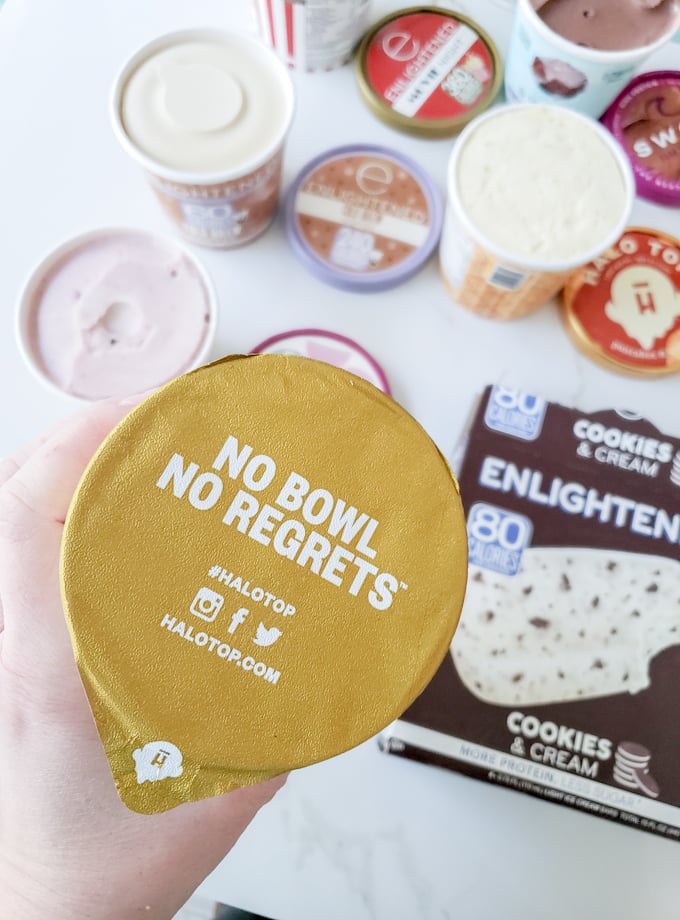 ENLIGHTENED
ENLIGHTENED
ENLIGHTENED
HALO TOP
80
CALORIES
COOKIES
& CREAM
ENLIGHTEN
80
CALORIES
NO BOWL
NO REGRETS™
#HALOTOP
HALOTOP.COM
COOKIES
& CREAM
MORE PROTEIN. LESS SUGAR.*